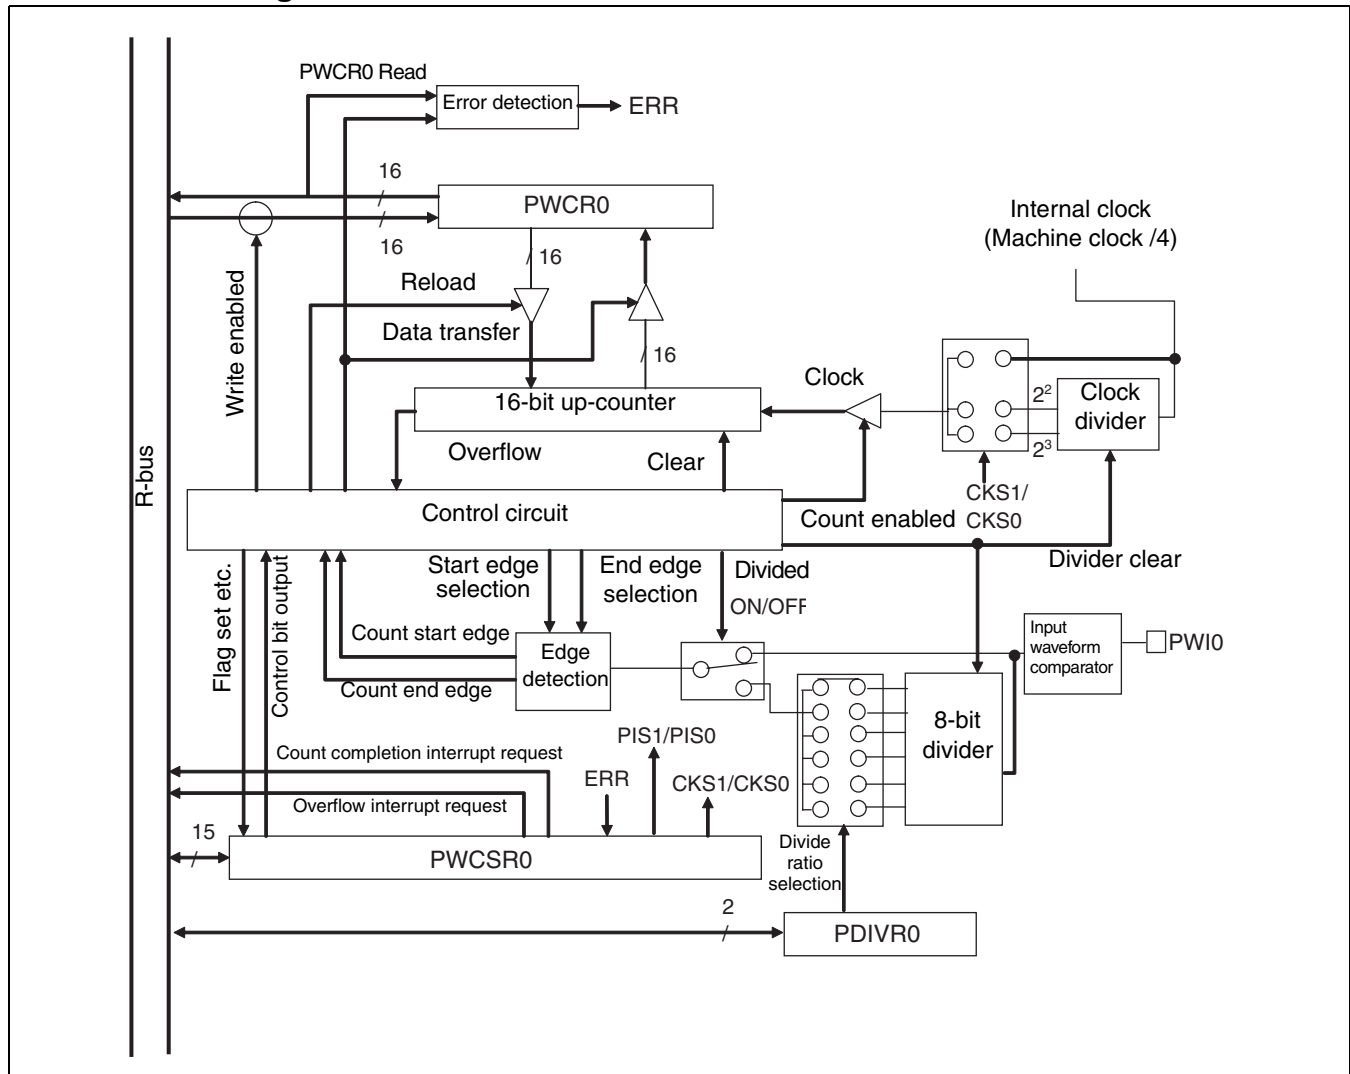 PWCR0 Read
Error detection
ERR
16
PWCR0
16
16
Reload
Data transfer
16
Write enabled
Internal clock
(Machine clock /4)
Clock
16-bit up-counter
Overflow
Clear
2²
2³
Clock
divider
CKS1/
CKS0
R-bus
Control circuit
Count enabled
Divider clear
Flag set etc.
Control bit output
Start edge
selection
End edge
selection
Divided
ON/OFF
Count start edge
Count end edge
Edge
detection
Input
waveform
comparator
PWI0
8-bit
divider
PIS1/PIS0
Count completion interrupt request
ERR
CKS1/CKS0
Overflow interrupt request
15
PWCSR0
Divide
ratio
selection
2
PDIVR0